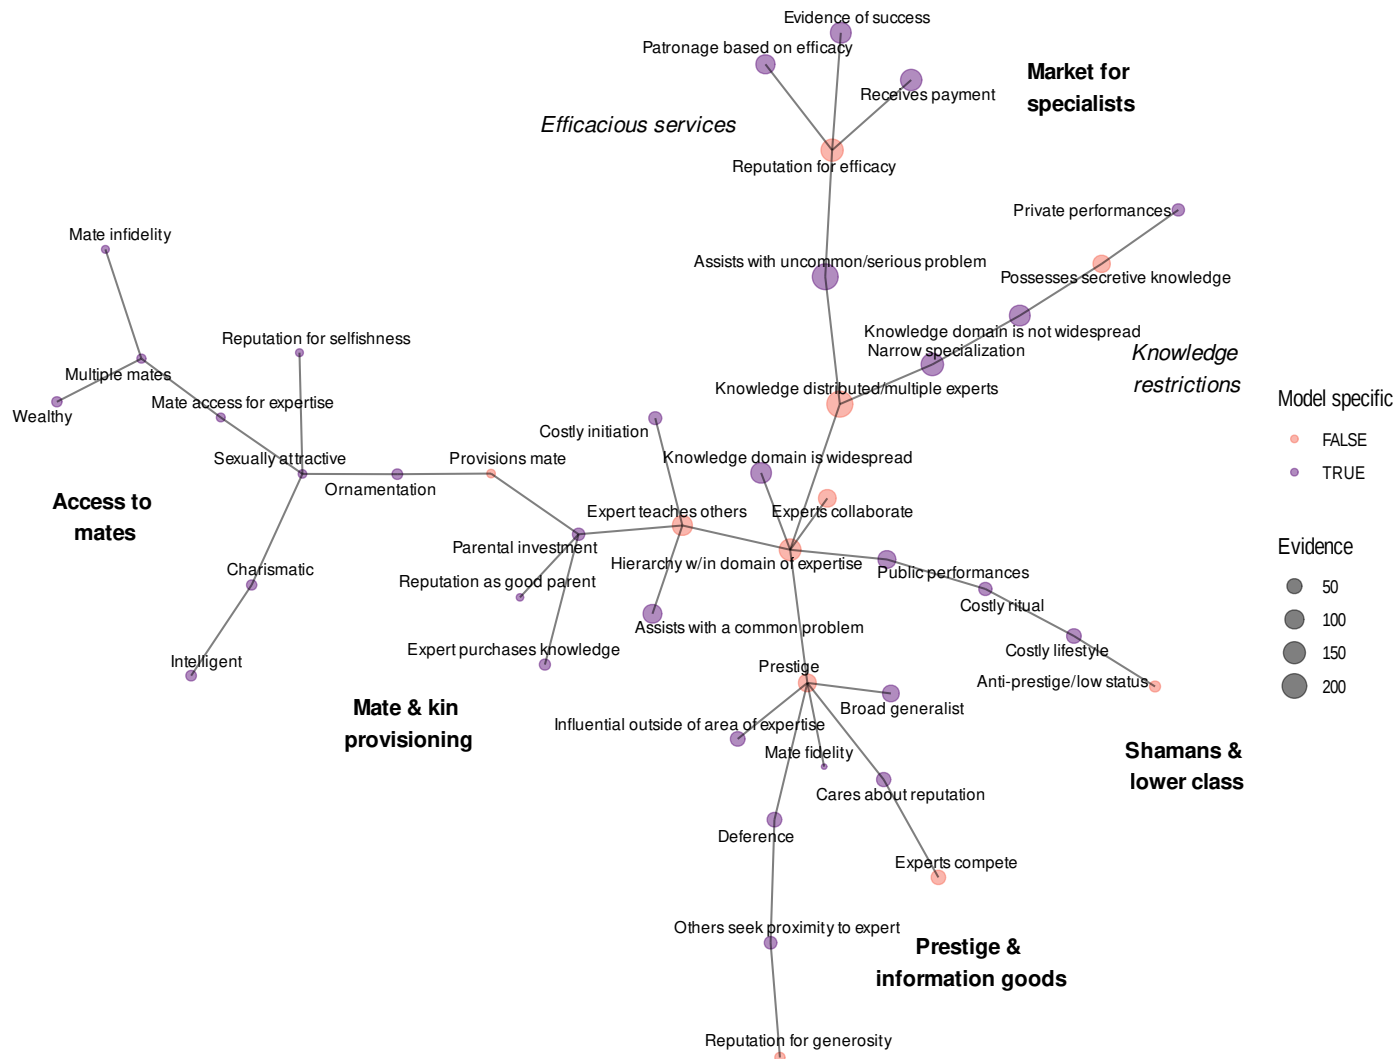 Evidence of success
Patronage based on efficacy
Market for
specialists
Receives payment
Efficacious services
Reputation for efficacy
Private performances
Mate infidelity
Assists with uncommon/serious problem
Possesses secretive knowledge
Knowledge domain is not widespread
Reputation for selfishness
Narrow specialization
Knowledge
restrictions
Multiple mates
Knowledge distributed/multiple experts
Model specific
FALSE
TRUE
Mate access for expertise
Wealthy
Costly initiation
Sexually attractive
Provisions mate
Knowledge domain is widespread
Ornamentation
Access to
mates
Expert teaches others
Experts collaborate
Parental investment
Hierarchy w/in domain of expertise
Evidence
50
100
150
200
Charismatic
Reputation as good parent
Public performances
Costly ritual
Assists with a common problem
Expert purchases knowledge
Costly lifestyle
Intelligent
Prestige
Anti-prestige/low status
Mate & kin
provisioning
Broad generalist
Influential outside of area of expertise
Mate fidelity
Shamans &
lower class
Cares about reputation
Deference
Experts compete
Others seek proximity to expert
Prestige &
information goods
Reputation for generosity